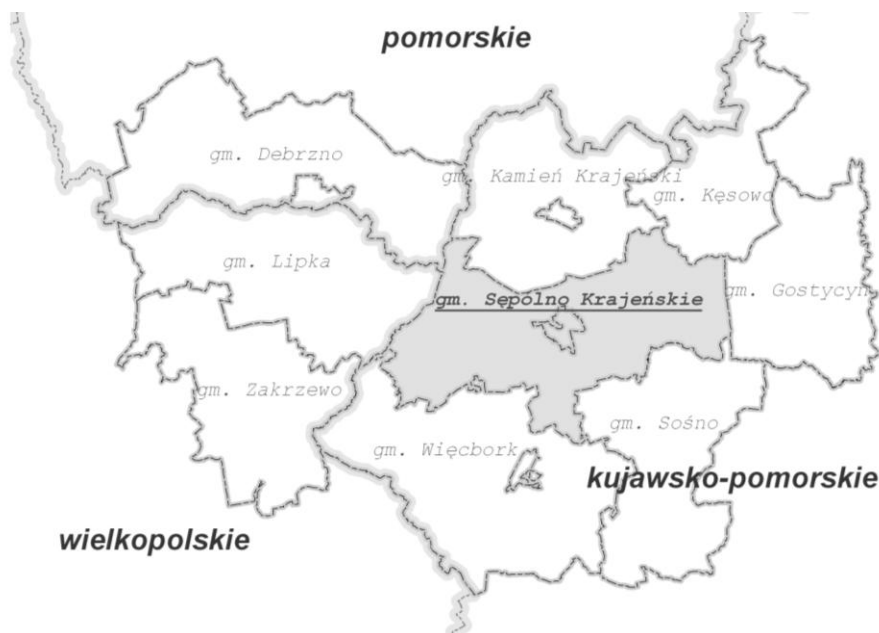 pomorskie
gm. Debrzno
gm. Kamień Krajeński
gm. Kęsowo
gm. Lipka
gm. Sępólno Krajeńskie
gm. Gostycyn
gm. Zakrzewo
gm. Sośno
gm. Więcbork
kujawsko-pomorskie
wielkopolskie